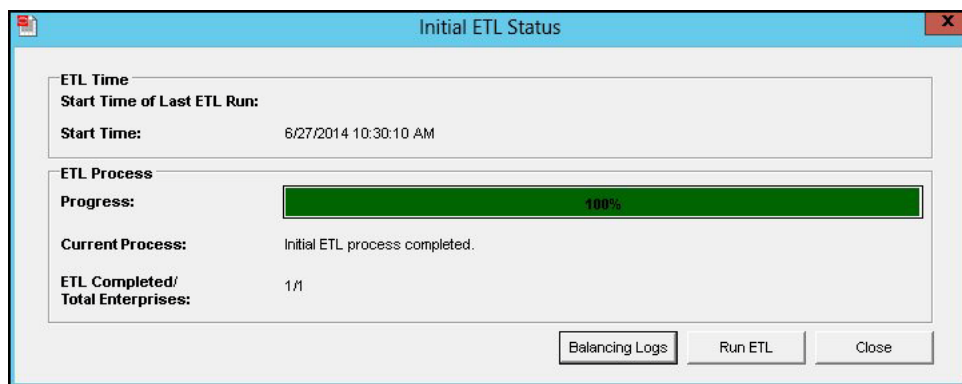 Initial ETL Status
X
ETL Time
Start Time of Last ETL Run:
Start Time: 6/27/2014 10:30:10 AM
ETL Process
Progress: 100%
Current Process: Initial ETL process completed.
ETL Completed/
Total Enterprises: 1/1
Balancing Logs Run ETL Close